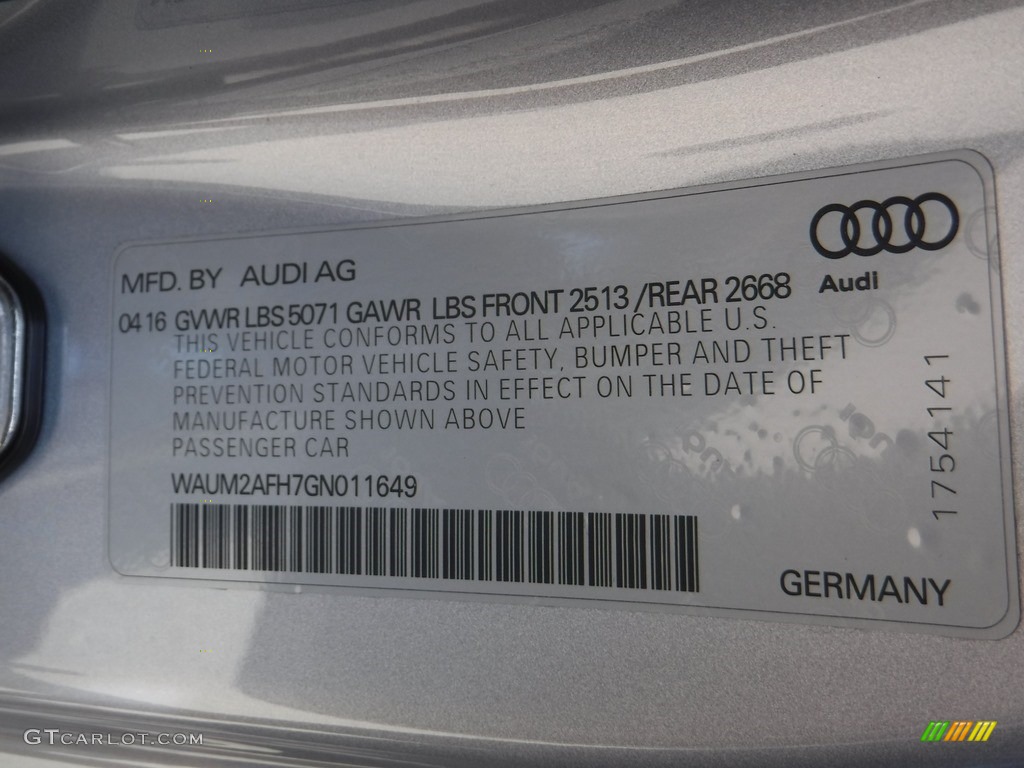 MFD. BY AUDI AG
Audi
04 16 GVWR LBS 5071 GAWR LBS FRONT 2513 /REAR 2668
THIS VEHICLE CONFORMS TO ALL APPLICABLE U.S.
FEDERAL MOTOR VEHICLE SAFETY, BUMPER AND THEFT
PREVENTION STANDARDS IN EFFECT ON THE DATE OF
MANUFACTURE SHOWN ABOVE
PASSENGER CAR
WAUM2AFH7GN011649
1754141
GERMANY
GTCARLOT.COM